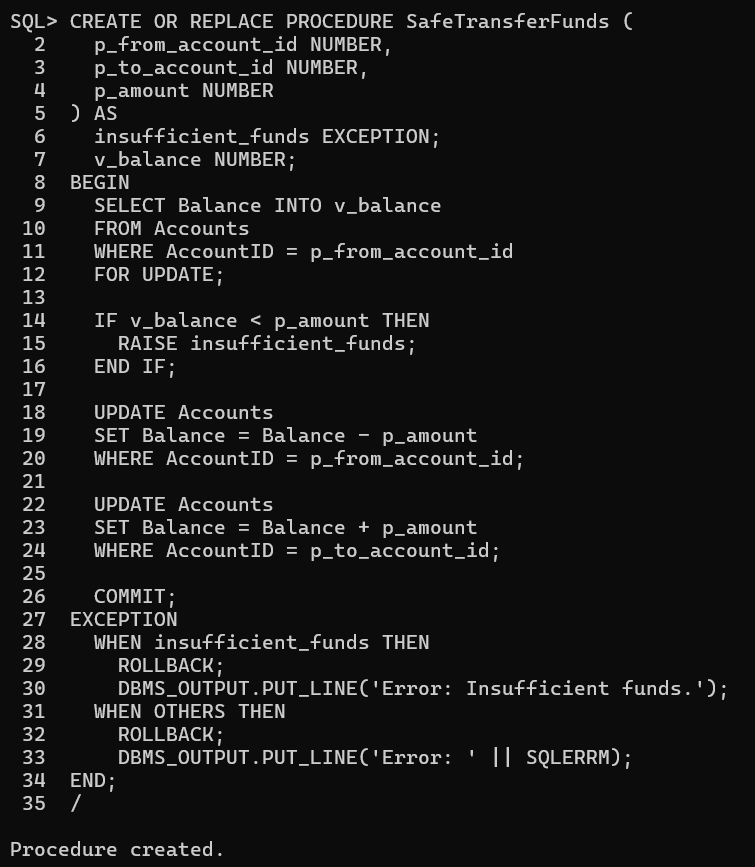 SQL> CREATE OR REPLACE PROCEDURE SafeTransferFunds (
  2    p_from_account_id NUMBER,
  3    p_to_account_id NUMBER,
  4    p_amount NUMBER
  5  ) AS
  6    insufficient_funds EXCEPTION;
  7    v_balance NUMBER;
  8  BEGIN
  9    SELECT Balance INTO v_balance
 10    FROM Accounts
 11    WHERE AccountID = p_from_account_id
 12    FOR UPDATE;
 13
 14    IF v_balance < p_amount THEN
 15      RAISE insufficient_funds;
 16    END IF;
 17
 18    UPDATE Accounts
 19    SET Balance = Balance - p_amount
 20    WHERE AccountID = p_from_account_id;
 21
 22    UPDATE Accounts
 23    SET Balance = Balance + p_amount
 24    WHERE AccountID = p_to_account_id;
 25
 26    COMMIT;
 27  EXCEPTION
 28    WHEN insufficient_funds THEN
 29      ROLLBACK;
 30      DBMS_OUTPUT.PUT_LINE('Error: Insufficient funds.');
 31    WHEN OTHERS THEN
 32      ROLLBACK;
 33      DBMS_OUTPUT.PUT_LINE('Error: ' || SQLERRM);
 34  END;
 35  /

Procedure created.